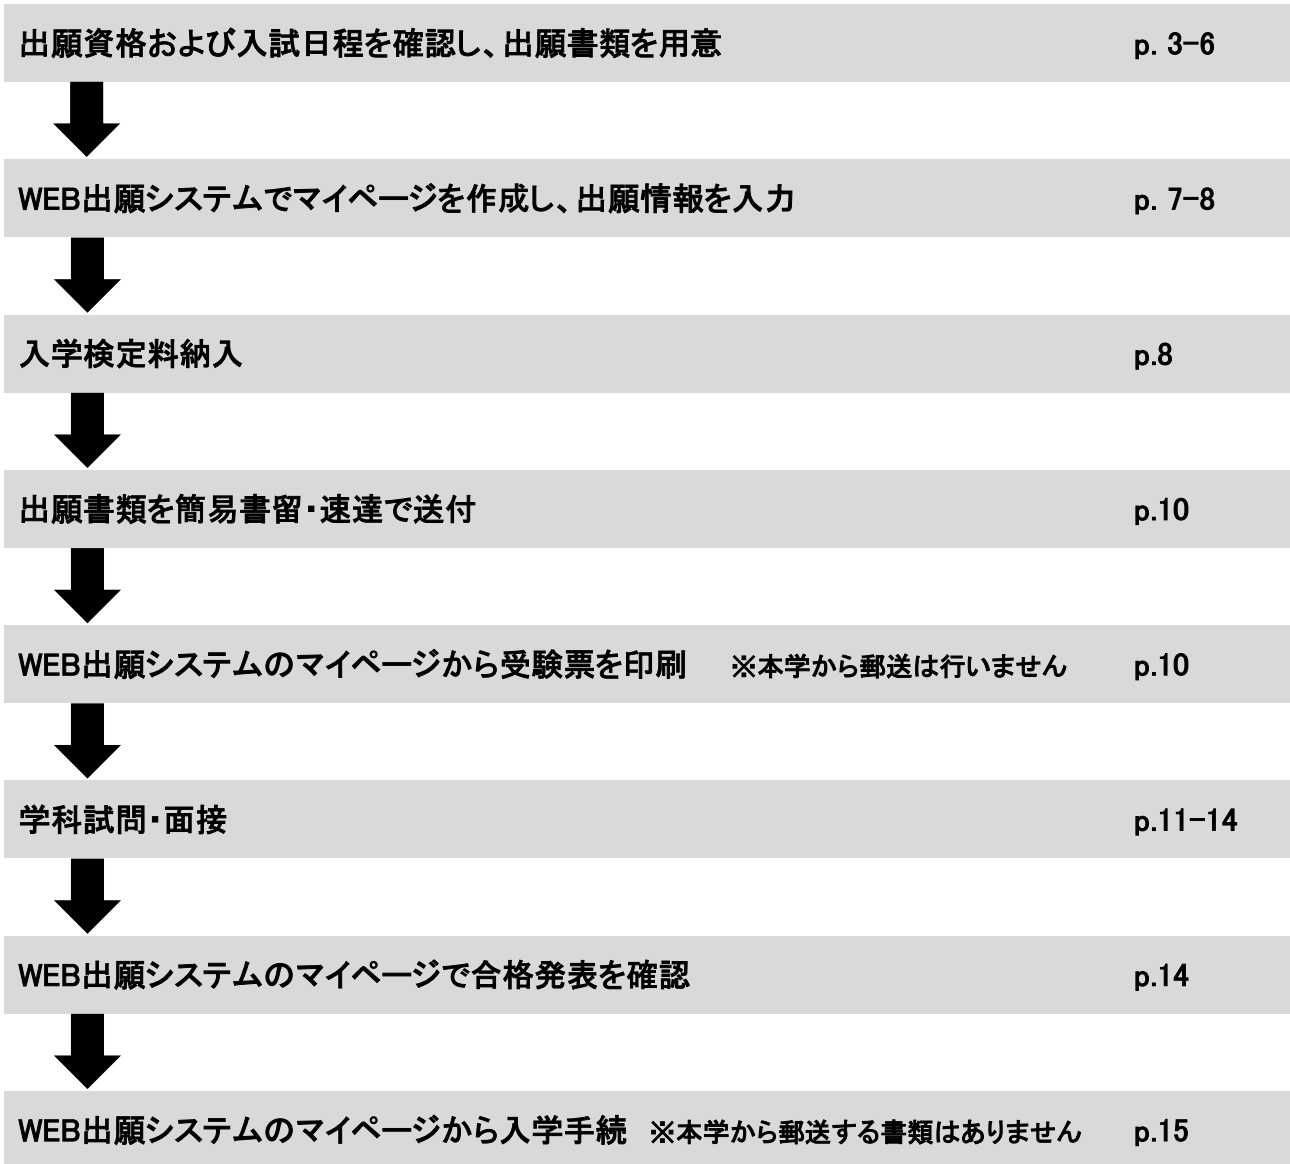 出願資格および入試日程を確認し、出願書類を用意 p. 3-6
WEB出願システムでマイページを作成し、出願情報を入力 p. 7-8
入学検定料納入 p.8
出願書類を簡易書留・速達で送付 p.10
WEB出願システムのマイページから受験票を印刷 ※本学から郵送は行いません p.10
学科試問・面接 p.11-14
WEB出願システムのマイページで合格発表を確認 p.14
WEB出願システムのマイページから入学手続 ※本学から郵送する書類はありません p.15